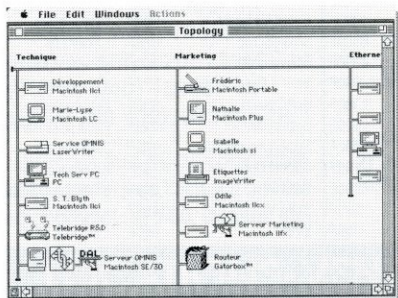 File Edit Windows Actions
Topology
Technique
Développement
Macintosh IIci
Marie-Lyse
Macintosh LC
Service OMNIS
LaserWriter
Tech Serv PC
PC
S. T. Blyth
Macintosh IIci
Telebridge R&D
Telebridge™
DAL
Serveur OMNIS
Macintosh SE/30
Marketing
Frédéric
Macintosh Portable
Nathalie
Macintosh Plus
Isabelle
Macintosh si
Etiquettes
ImageWriter
Odile
Macintosh IIcx
Serveur Marketing
Macintosh IIfx
Routeur
Gatorbox™
Etherne